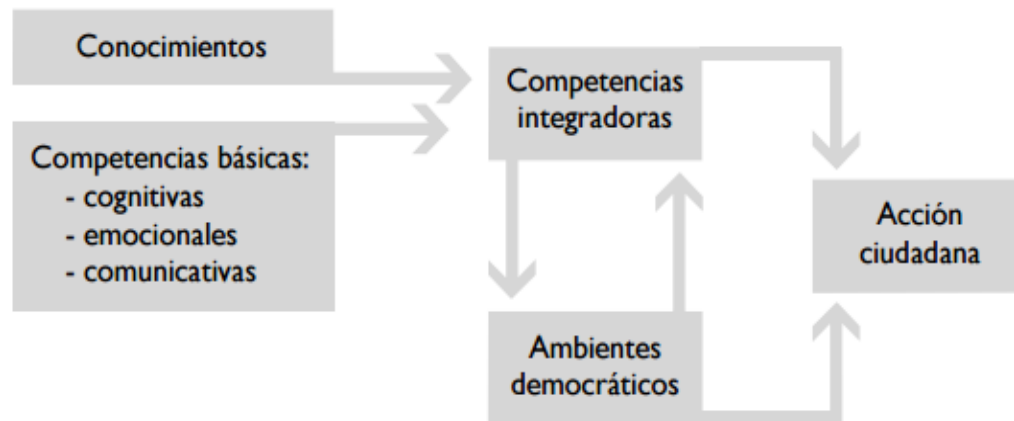 Conocimientos
Competencias básicas:
- cognitivas
- emocionales
- comunicativas
Competencias
integradoras
Ambientes
democráticos
Acción
ciudadana